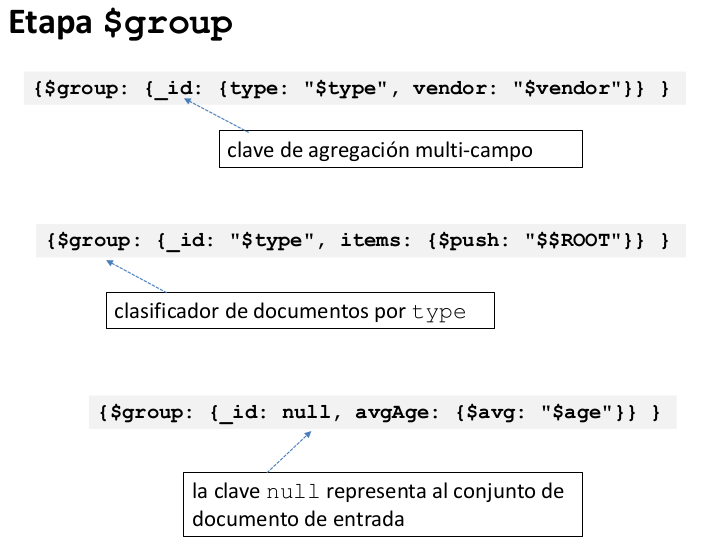 Etapa $group
{$group: {_id: {type: "$type", vendor: "$vendor"}} }
clave de agregación multi-campo
{$group: {_id: "$type", items: {$push: "$$ROOT"}} }
clasificador de documentos por type
{$group: {_id: null, avgAge: {$avg: "$age"}} }
la clave null representa al conjunto de
documento de entrada